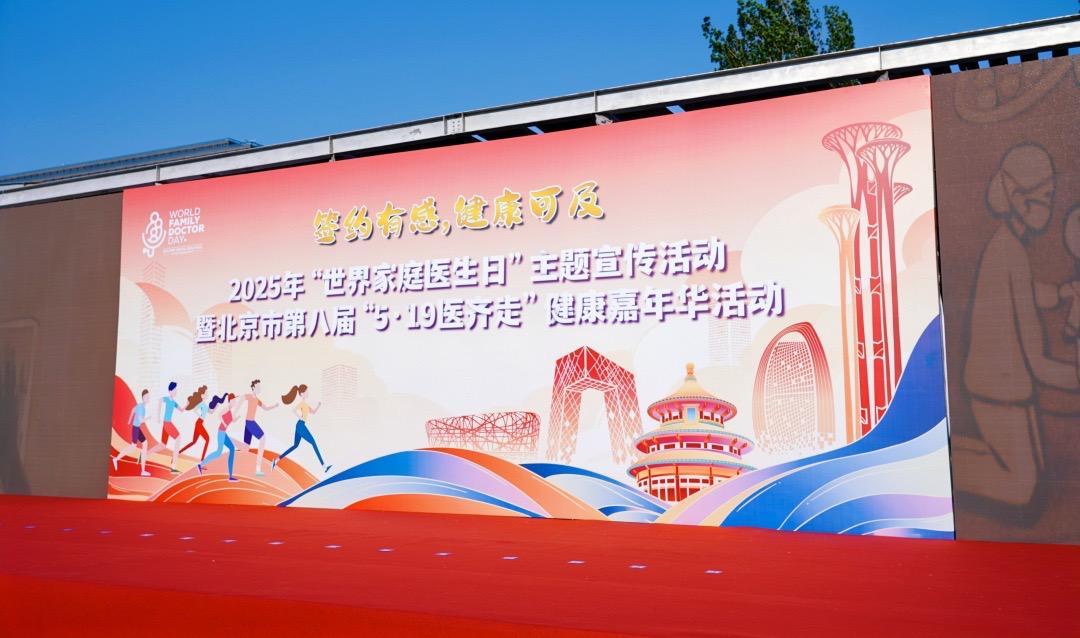 WORLD
FAMILY
DOCTOR
DAY
签约有感,健康可及
2025年“世界家庭医生日”主题宣传活动
暨北京市第八届“5·19医齐走”健康嘉年华活动